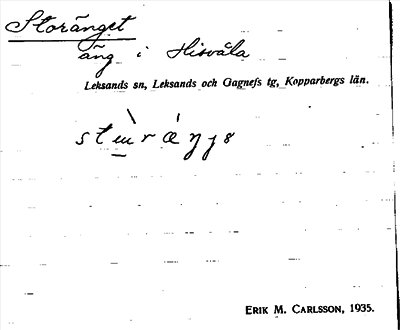 Storänget
äng i Hisvåla
Leksands sn, Leksands och Gagnefs tg, Kopparbergs län.
ERIK M. CARLSSON, 1935.